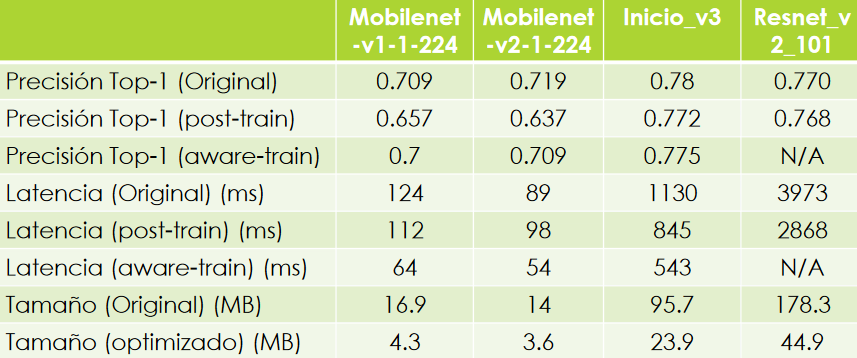 Mobilenet-v1-1-224 Mobilenet-v2-1-224 Inicio_v3 Resnet_v2_101
Precisión Top-1 (Original) 0.709 0.719 0.78 0.770
Precisión Top-1 (post-train) 0.657 0.637 0.772 0.768
Precisión Top-1 (aware-train) 0.7 0.709 0.775 N/A
Latencia (Original) (ms) 124 89 1130 3973
Latencia (post-train) (ms) 112 98 845 2868
Latencia (aware-train) (ms) 64 54 543 N/A
Tamaño (Original) (MB) 16.9 14 95.7 178.3
Tamaño (optimizado) (MB) 4.3 3.6 23.9 44.9